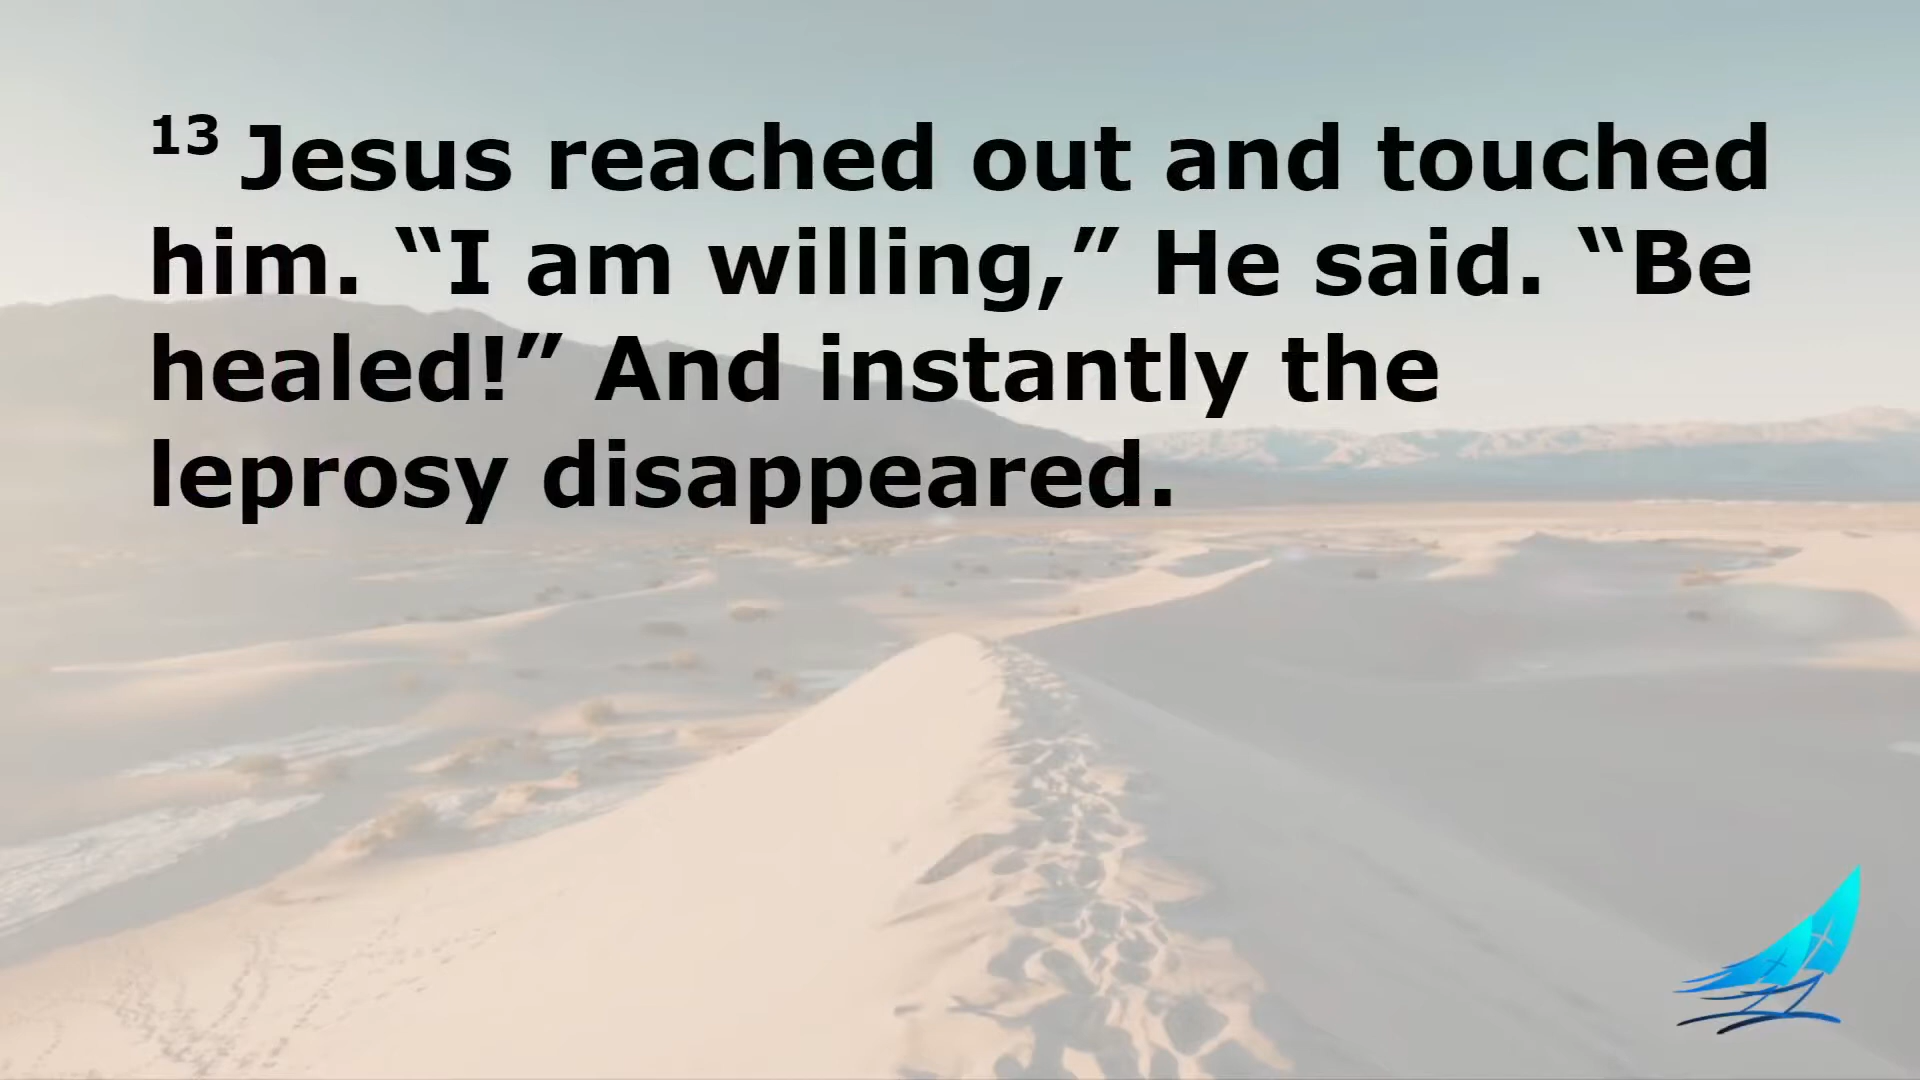 13 Jesus reached out and touched
him. “I am willing,” He said. “Be
healed!” And instantly the
leprosy disappeared.